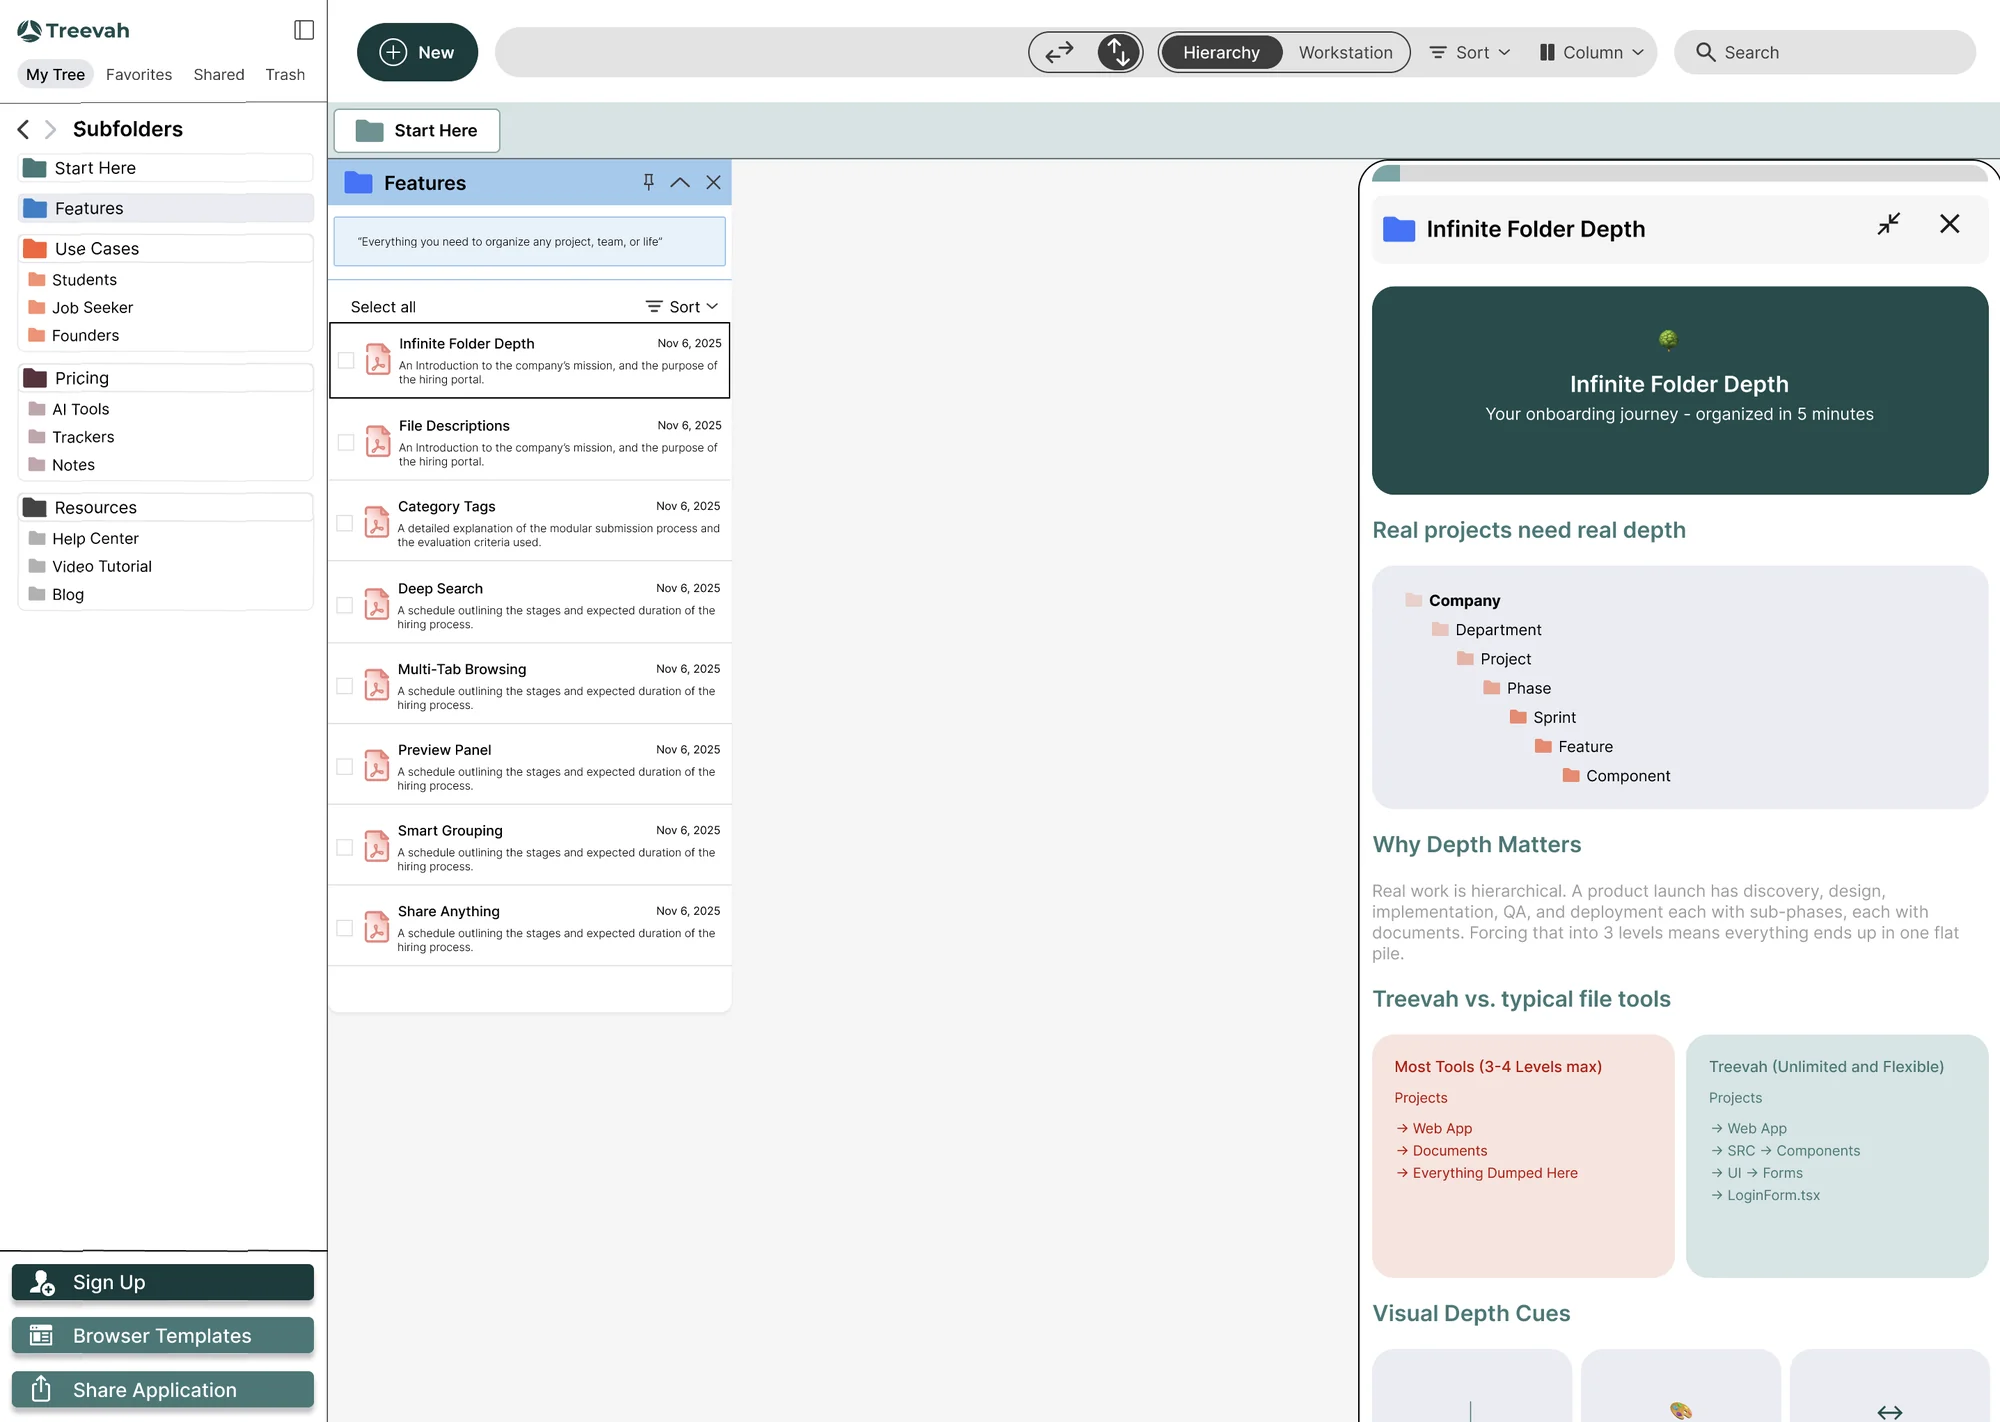 Treevah
My Tree Favorites Shared Trash
Subfolders
Start Here
Features
Use Cases
Students
Job Seeker
Founders
Pricing
AI Tools
Trackers
Notes
Resources
Help Center
Video Tutorial
Blog
Sign Up
Browser Templates
Share Application
New
Hierarchy Workstation Sort Column Search
Start Here
Features
“Everything you need to organize any project, team, or life”
Select all Sort
Infinite Folder Depth Nov 6, 2025
An Introduction to the company’s mission, and the purpose of
the hiring portal.
File Descriptions Nov 6, 2025
An Introduction to the company’s mission, and the purpose of
the hiring portal.
Category Tags Nov 6, 2025
A detailed explanation of the modular submission process and
the evaluation criteria used.
Deep Search Nov 6, 2025
A schedule outlining the stages and expected duration of the
hiring process.
Multi-Tab Browsing Nov 6, 2025
A schedule outlining the stages and expected duration of the
hiring process.
Preview Panel Nov 6, 2025
A schedule outlining the stages and expected duration of the
hiring process.
Smart Grouping Nov 6, 2025
A schedule outlining the stages and expected duration of the
hiring process.
Share Anything Nov 6, 2025
A schedule outlining the stages and expected duration of the
hiring process.
Infinite Folder Depth
Infinite Folder Depth
Your onboarding journey - organized in 5 minutes
Real projects need real depth
Company
Department
Project
Phase
Sprint
Feature
Component
Why Depth Matters
Real work is hierarchical. A product launch has discovery, design,
implementation, QA, and deployment each with sub-phases, each with
documents. Forcing that into 3 levels means everything ends up in one flat
pile.
Treevah vs. typical file tools
Most Tools (3-4 Levels max)
Projects
→ Web App
→ Documents
→ Everything Dumped Here
Treevah (Unlimited and Flexible)
Projects
→ Web App
→ SRC → Components
→ UI → Forms
→ LoginForm.tsx
Visual Depth Cues